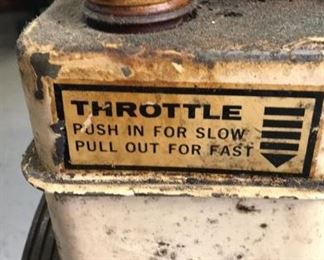 THROTTLE
PUSH IN FOR SLOW
PULL OUT FOR FAST